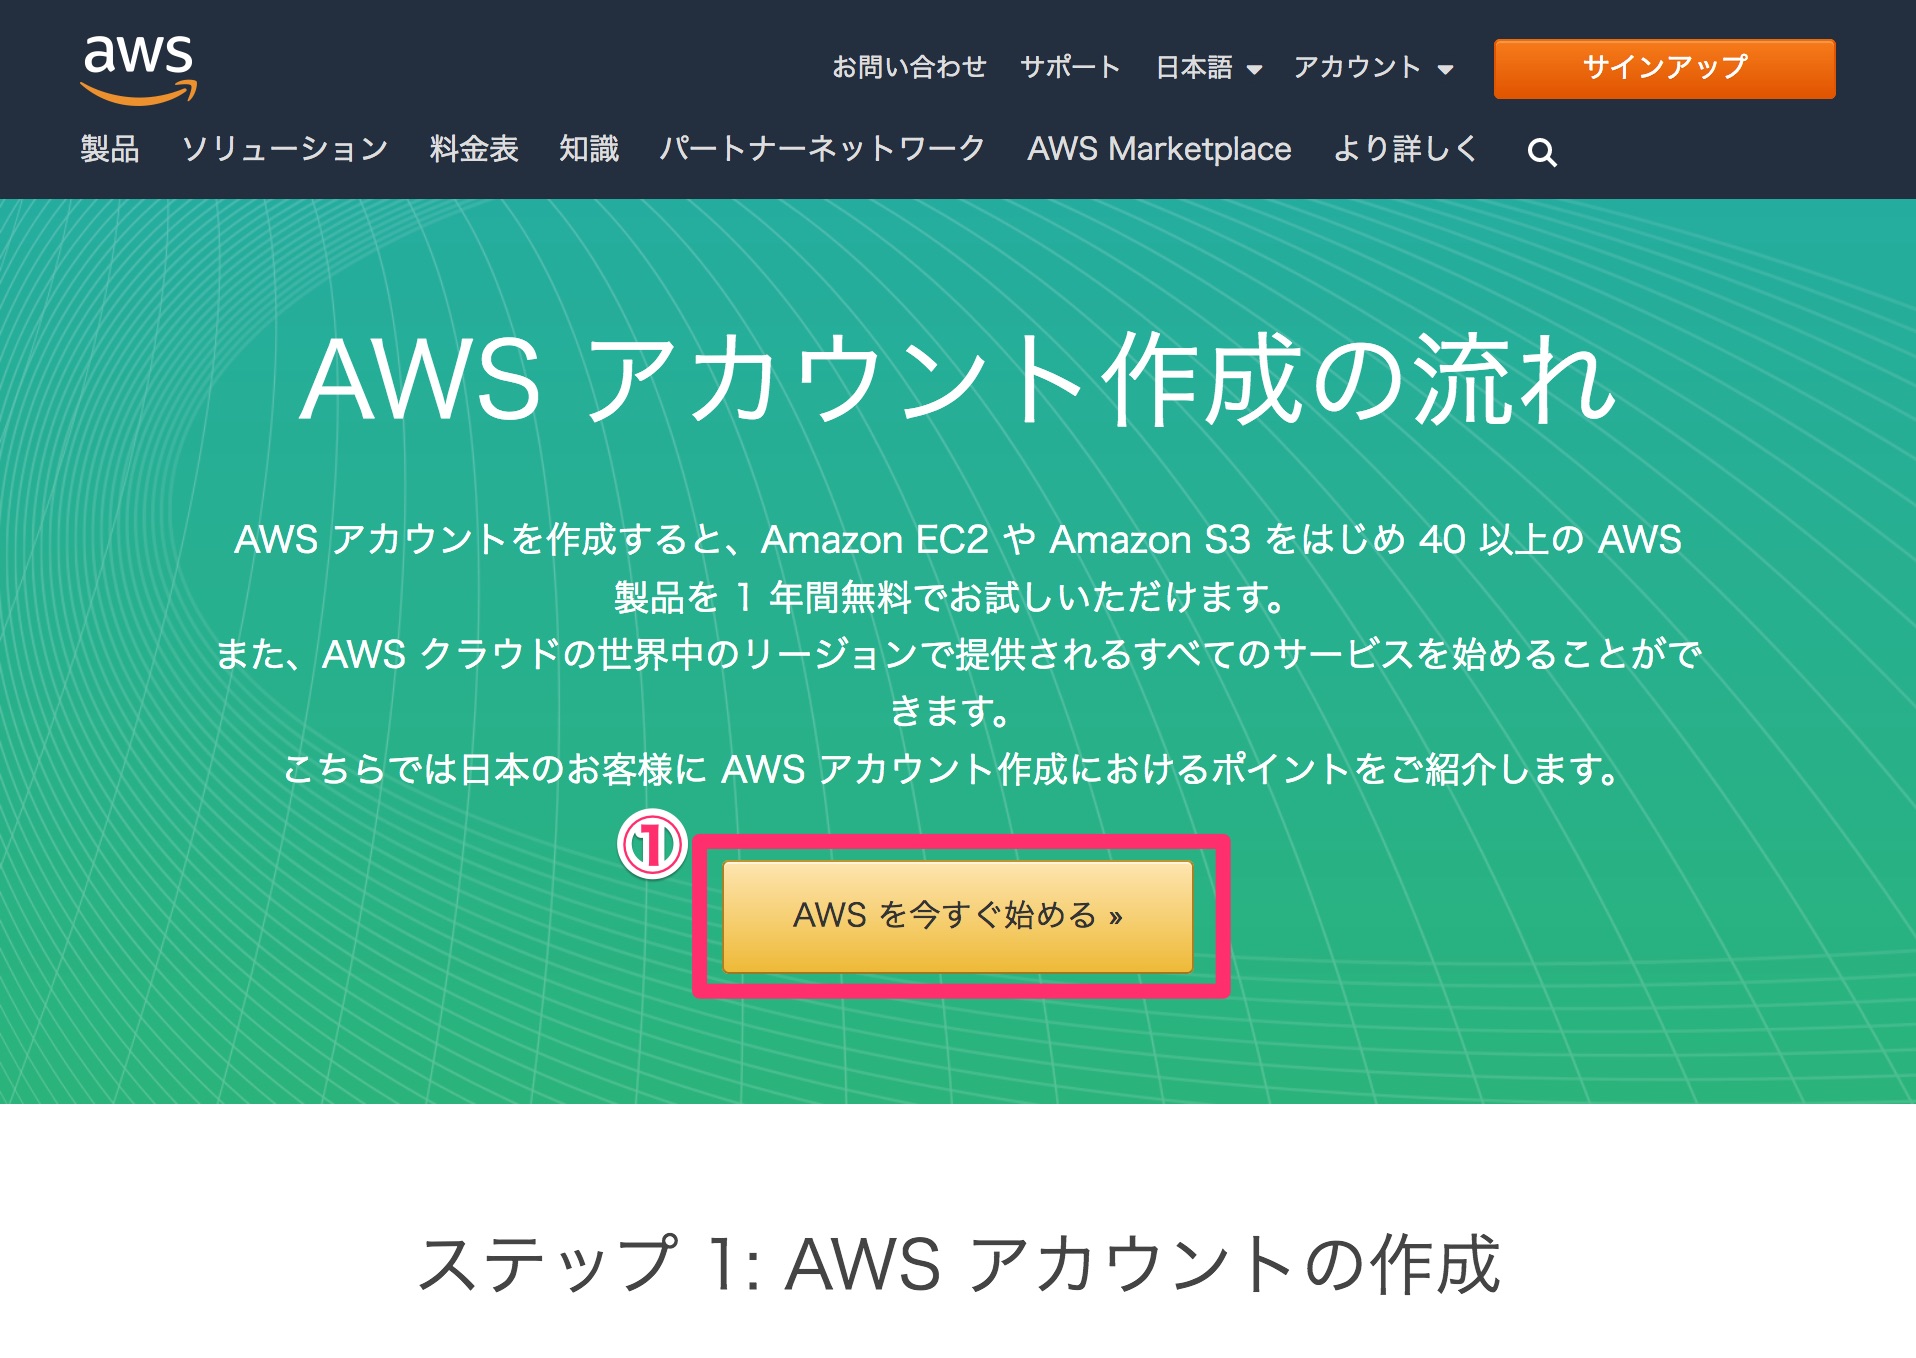 aws
お問い合わせ サポート 日本語 アカウント サインアップ
製品 ソリューション 料金表 知識 パートナーネットワーク AWS Marketplace より詳しく
AWS アカウント作成の流れ
AWS アカウントを作成すると、Amazon EC2 や Amazon S3 をはじめ 40 以上の AWS
製品を 1 年間無料でお試しいただけます。
また、AWS クラウドの世界中のリージョンで提供されるすべてのサービスを始めることがで
きます。
こちらでは日本のお客様に AWS アカウント作成におけるポイントをご紹介します。
①
AWS を今すぐ始める »
ステップ 1: AWS アカウントの作成